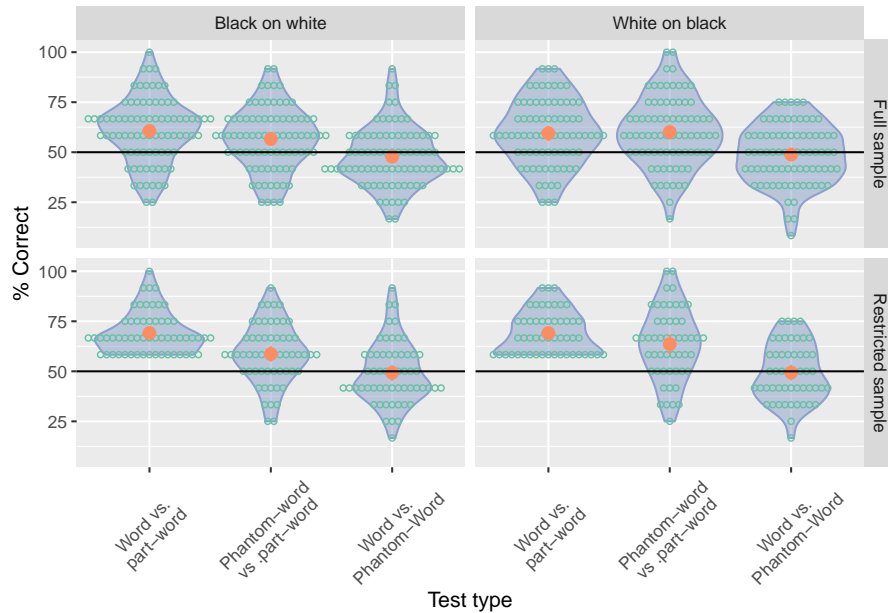 Black on white
White on black
% Correct
100
75
50
25
Full sample
100
75
50
25
Restricted sample
Word vs.
part–word
Phantom–word
vs .part–word
Word vs.
Phantom–Word
Word vs.
part–word
Phantom–word
vs .part–word
Word vs.
Phantom–Word
Test type